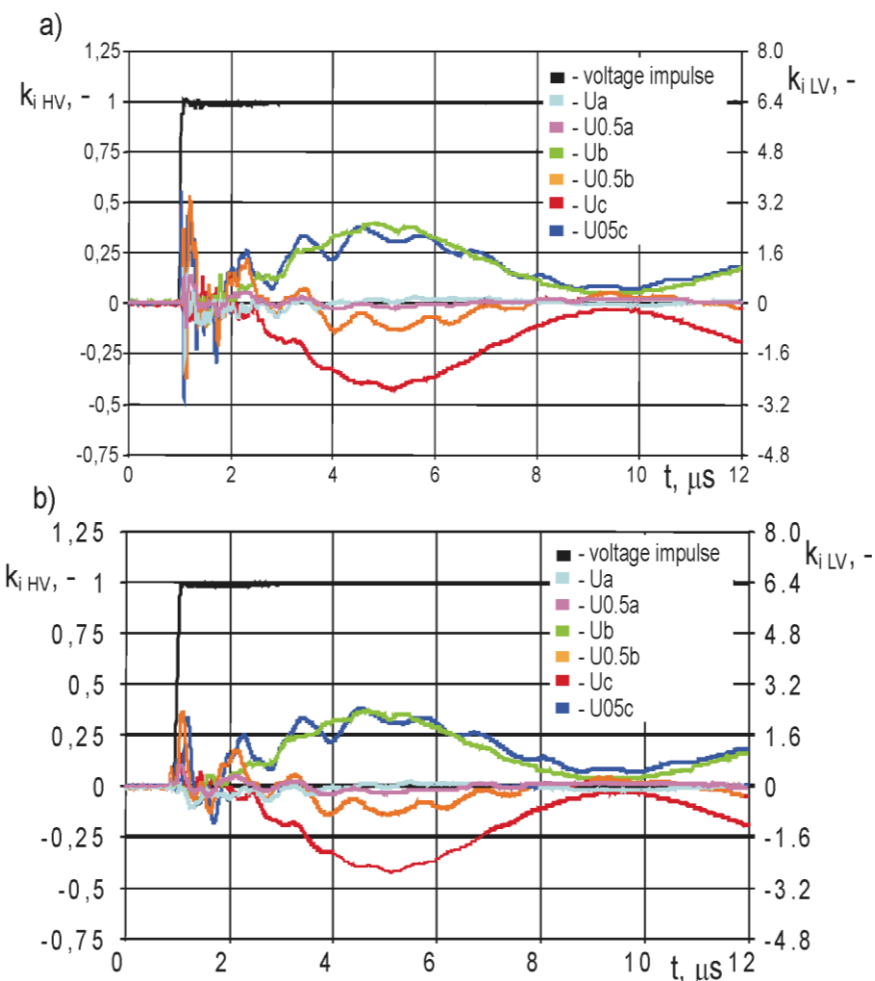 a)
1,25
8.0
k i HV, -
k i LV, -
- voltage impulse
1
6.4
- Ua
- U0.5a
0,75
4.8
- Ub
- U0.5b
0,5
3.2
- Uc
- U05c
0,25
1.6
0
0
-0,25
-1.6
-0,5
-3.2
-0,75
-4.8
0 2 4 6 8 10 12
t, μs
b)
1,25
8.0
k i HV, -
k i LV, -
- voltage impulse
1
6.4
- Ua
- U0.5a
0,75
4.8
- Ub
- U0.5b
0,5
3.2
- Uc
- U05c
0,25
1.6
0
0
-0,25
-1.6
-0,5
-3.2
-0,75
-4.8
0 2 4 6 8 10 12
t, μs